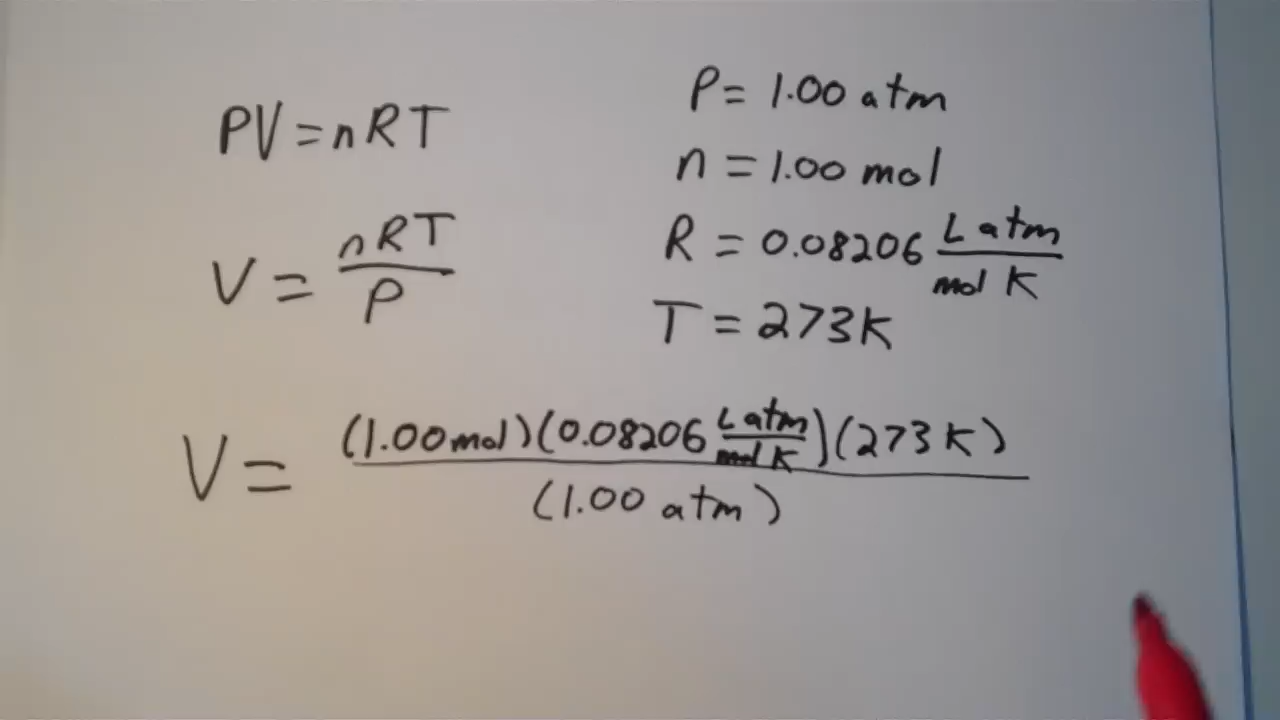 PV = nRT
V = nRT / P
P = 1.00 atm
n = 1.00 mol
R = 0.08206 L atm / mol K
T = 273K
V = (1.00 mol)(0.08206 L atm / mol K)(273 K) / (1.00 atm)